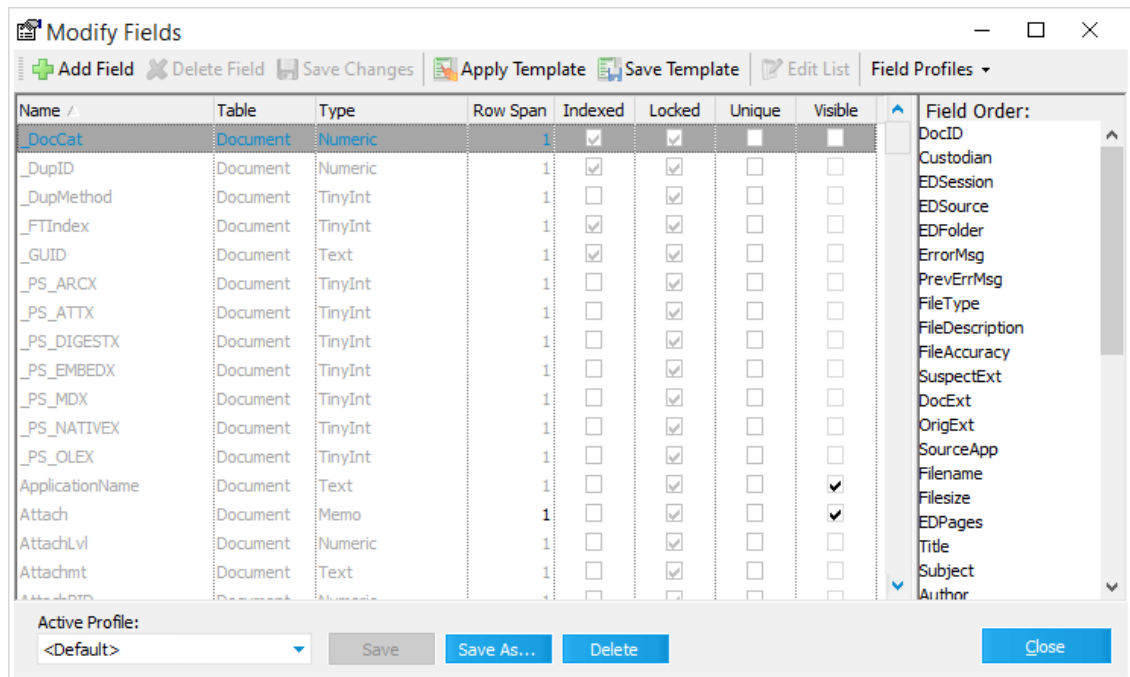 Modify Fields
Add Field Delete Field Save Changes Apply Template Save Template Edit List Field Profiles
Name Table Type Row Span Indexed Locked Unique Visible
_DocCat Document Numeric 1
_DupID Document Numeric 1
_DupMethod Document TinyInt 1
_FTIndex Document TinyInt 1
_GUID Document Text 1
_PS_ARCX Document TinyInt 1
_PS_ATTX Document TinyInt 1
_PS_DIGESTX Document TinyInt 1
_PS_EMBEDX Document TinyInt 1
_PS_MDX Document TinyInt 1
_PS_NATIVEX Document TinyInt 1
_PS_OLEX Document TinyInt 1
ApplicationName Document Text 1
Attach Document Memo 1
AttachLvl Document Numeric 1
Attachmt Document Text 1
Field Order:
DocID
Custodian
EDSession
EDSource
EDFolder
ErrorMsg
PrevErrMsg
FileType
FileDescription
FileAccuracy
SuspectExt
DocExt
OrigExt
SourceApp
Filename
Filesize
EDPages
Title
Subject
Author
Active Profile:
<Default> Save Save As... Delete Close